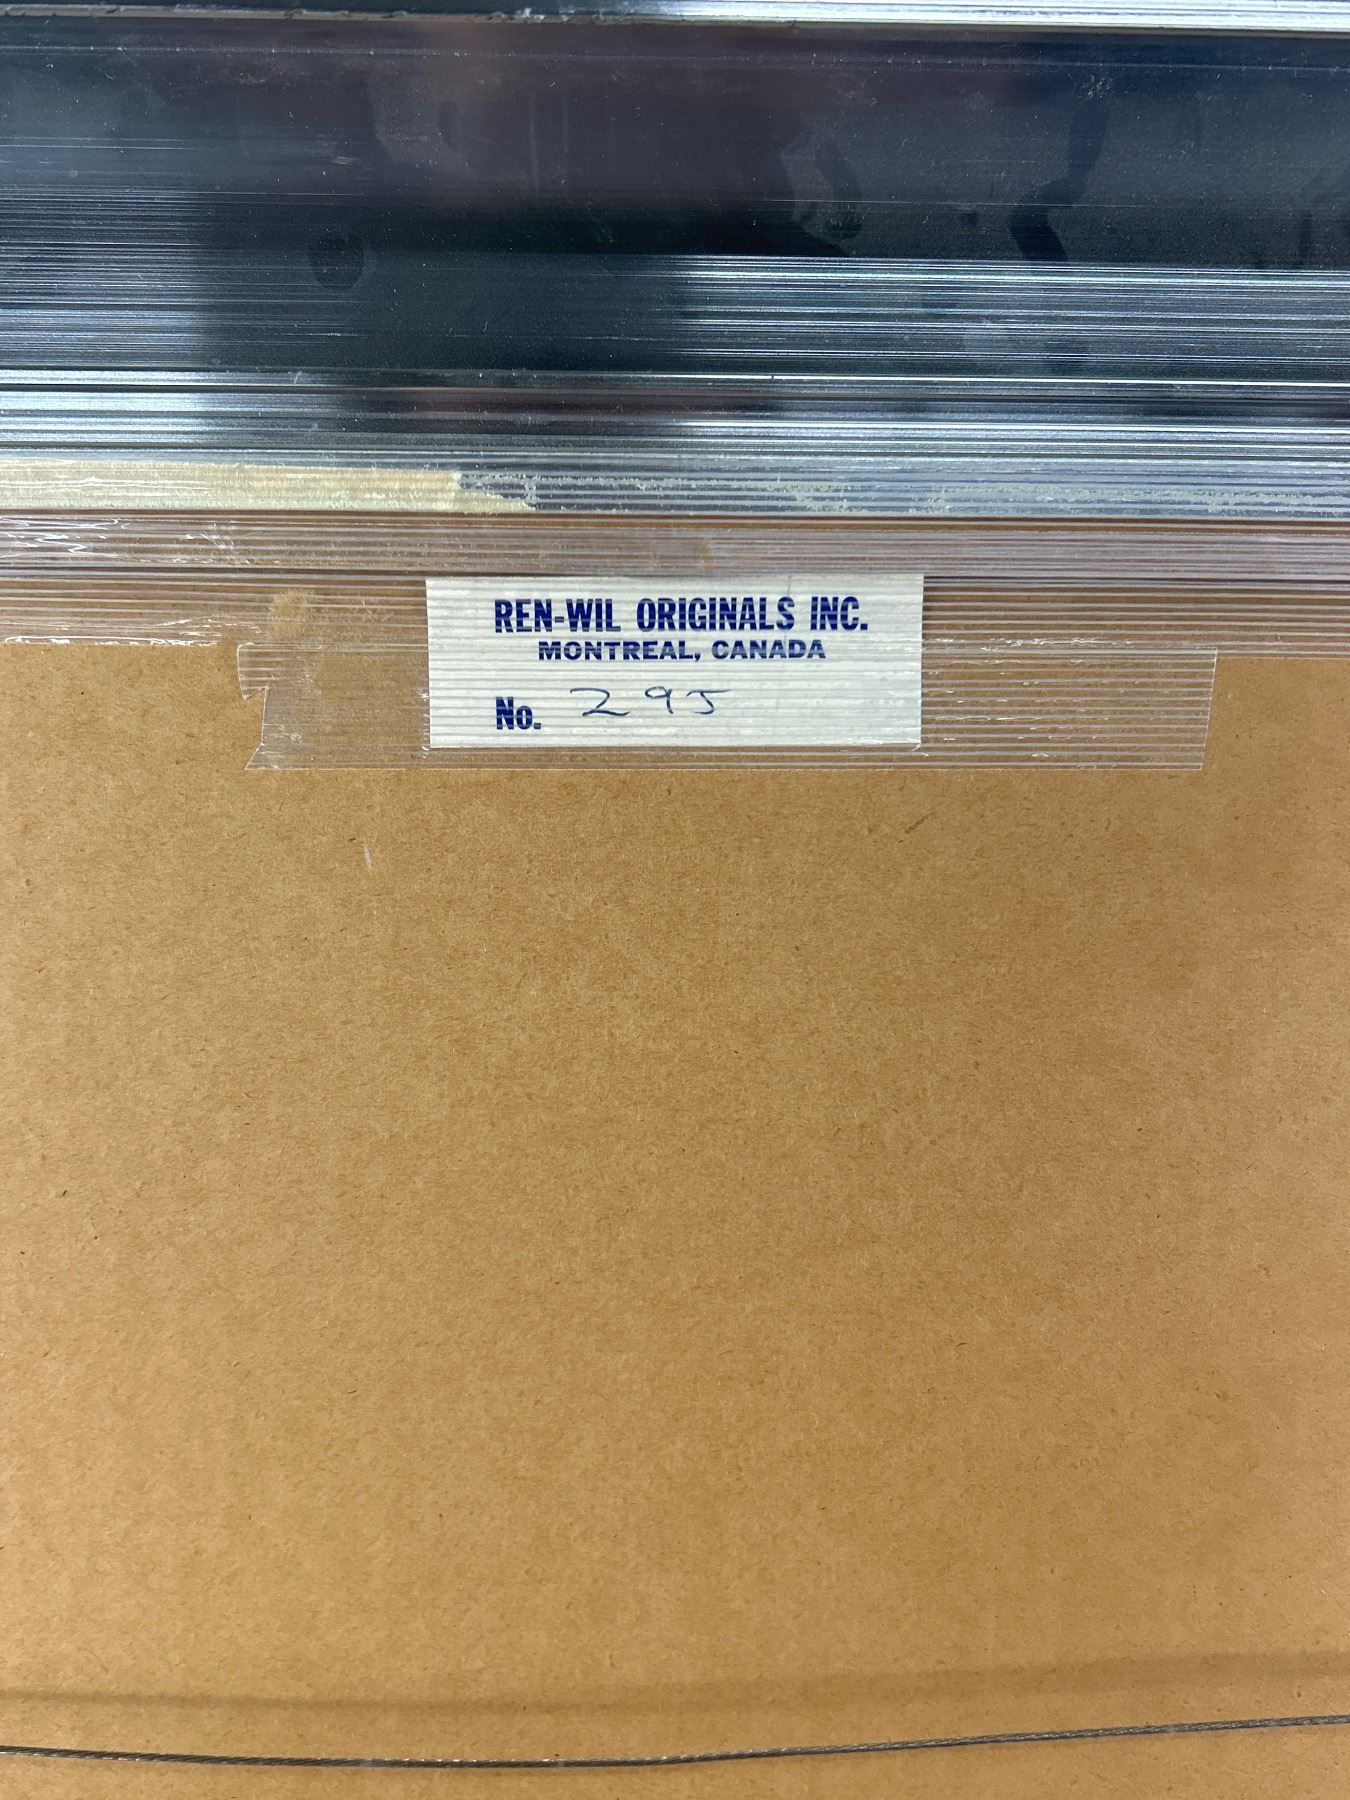 REN-WIL ORIGINALS INC.
MONTREAL, CANADA
No. 295